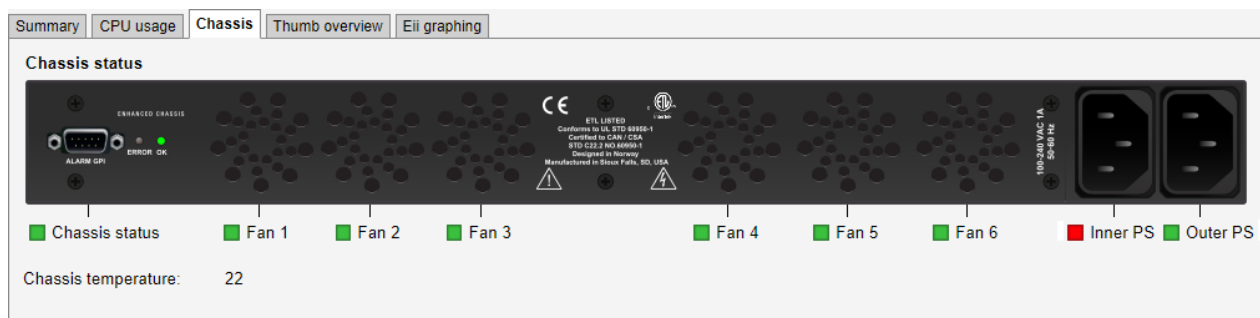 Summary
CPU usage
Chassis
Thumb overview
Eii graphing
Chassis status
ENHANCED CHASSIS
ALARM GPI
ERROR
OK
CE
ETL LISTED
Conforms to UL STD 60950-1
Certified to CAN / CSA
STD C22.2 NO.60950-1
Designed in Norway
Manufactured in Sioux Falls, SD, USA
100-240 VAC 1A
50-60 Hz
Chassis status
Fan 1
Fan 2
Fan 3
Fan 4
Fan 5
Fan 6
Inner PS
Outer PS
Chassis temperature: 22